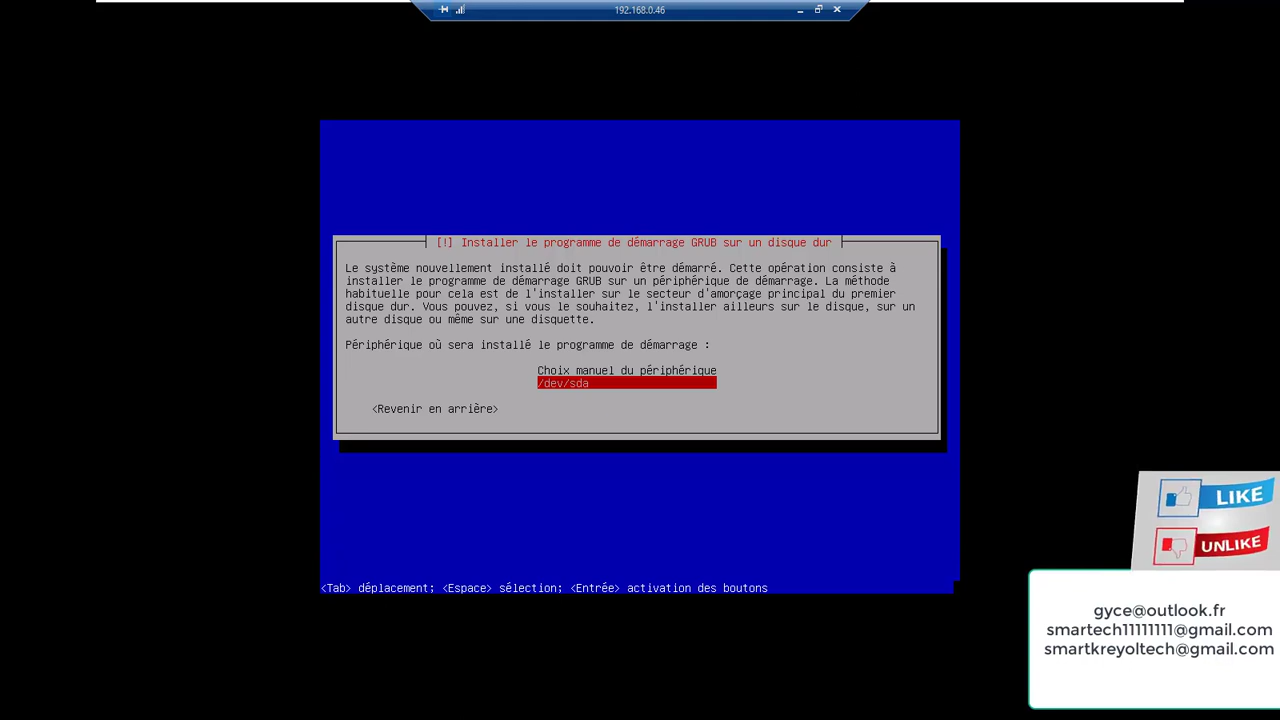 192.168.0.46
[!] Installer le programme de démarrage GRUB sur un disque dur
Le système nouvellement installé doit pouvoir être démarré. Cette opération consiste à
installer le programme de démarrage GRUB sur un périphérique de démarrage. La méthode
habituelle pour cela est de l'installer sur le secteur d'amorçage principal du premier
disque dur. Vous pouvez, si vous le souhaitez, l'installer ailleurs sur le disque, sur un
autre disque ou même sur une disquette.
Périphérique où sera installé le programme de démarrage :
Choix manuel du périphérique
/dev/sda
<Revenir en arrière>
<Tab> déplacement; <Espace> sélection; <Entrée> activation des boutons
LIKE
UNLIKE
gyce@outlook.fr
smartech11111111@gmail.com
smartkreyoltech@gmail.com